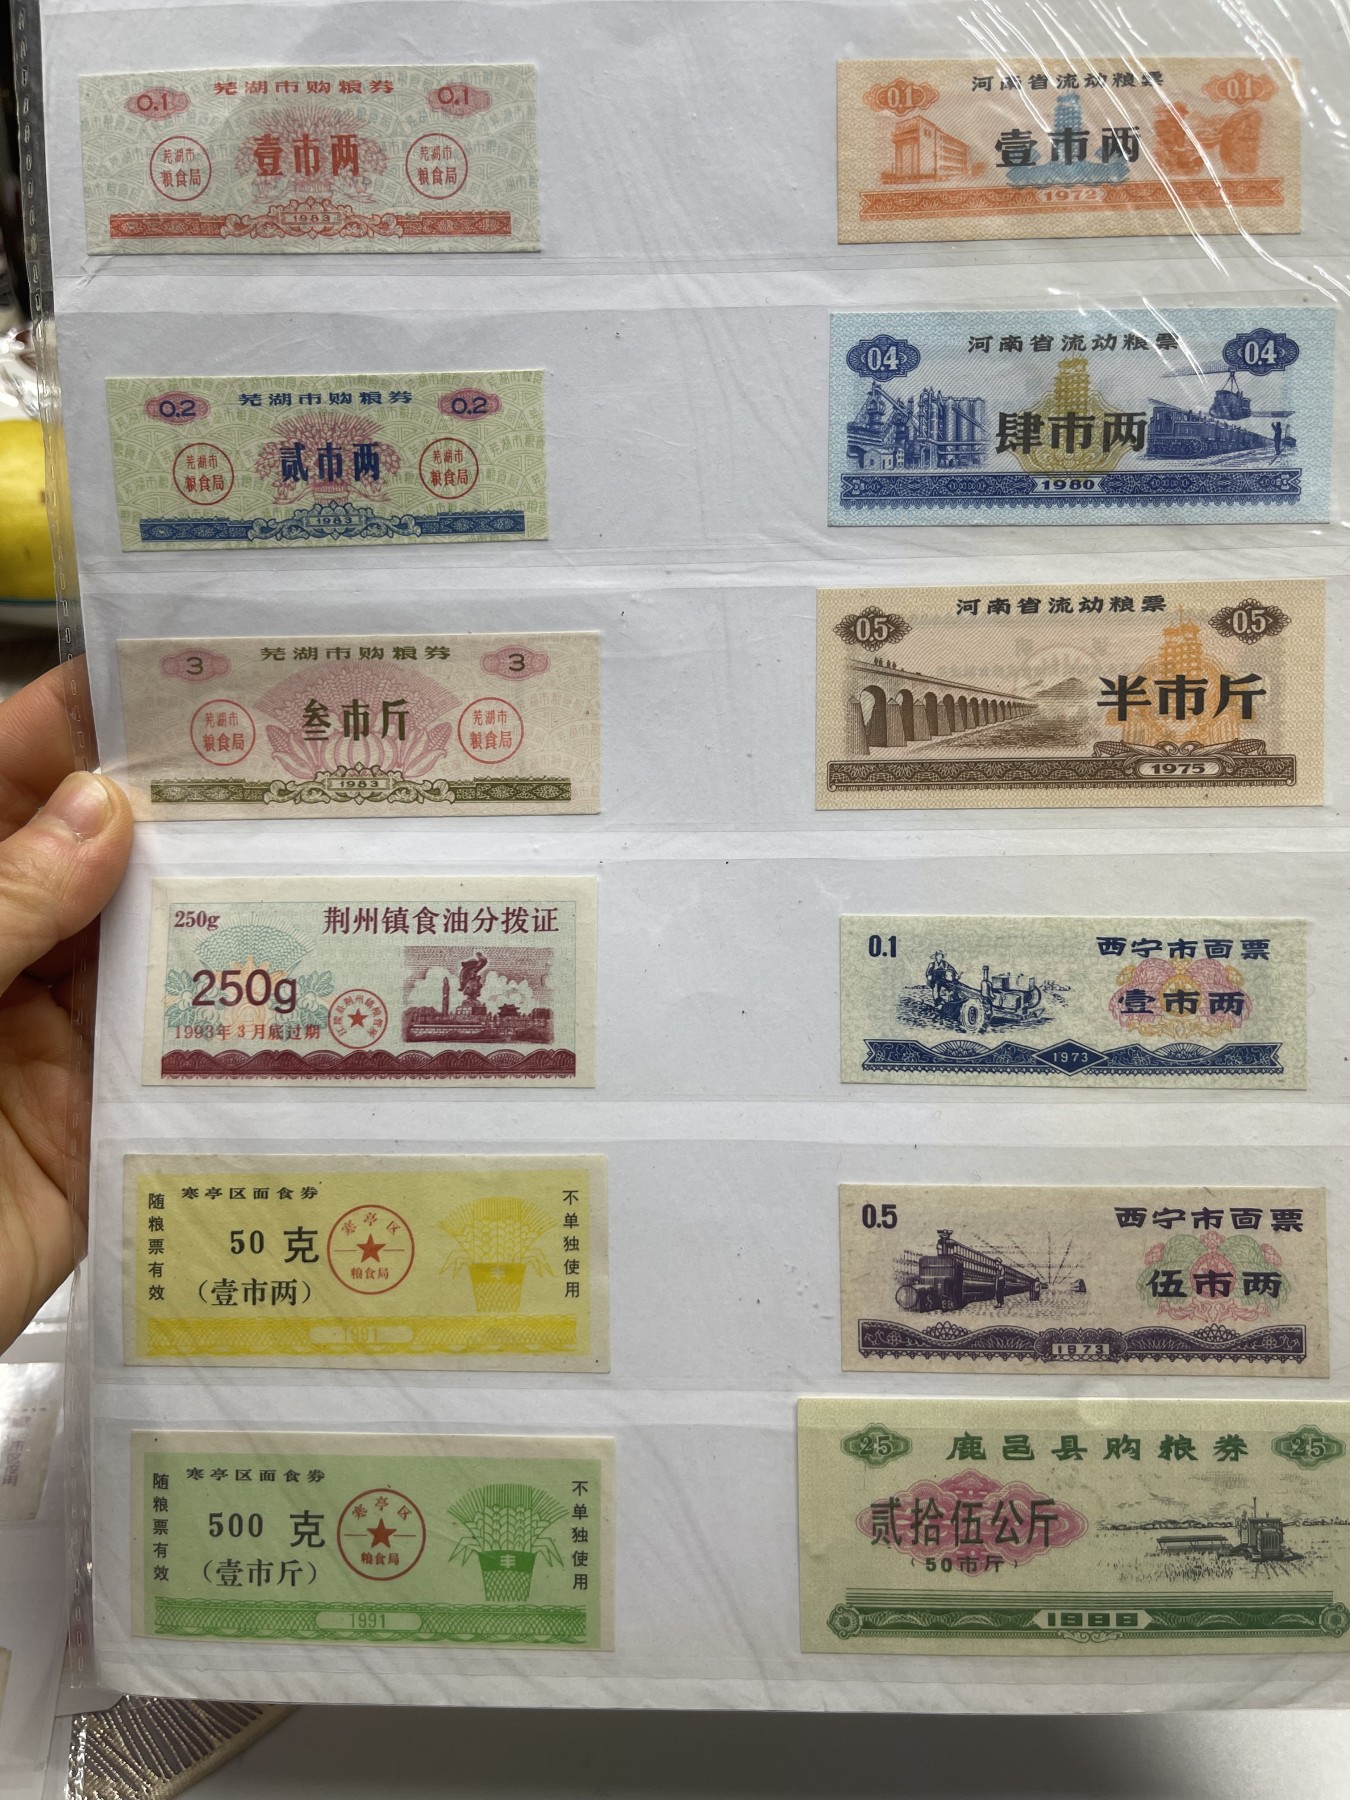 芜湖市购粮券
0.1 0.1
壹市两
芜湖市
粮食局
芜湖市
粮食局
1983
河南省流动粮票
0.1 0.1
壹市两
1972
芜湖市购粮券
0.2 0.2
贰市两
芜湖市
粮食局
芜湖市
粮食局
1983
河南省流动粮票
0.4 0.4
肆市两
1980
芜湖市购粮券
3 3
叁市斤
芜湖市
粮食局
芜湖市
粮食局
1983
河南省流动粮票
0.5 0.5
半市斤
1975
250g 荆州镇食油分拨证
250g
1993年3月底过期
0.1 西宁市面票
壹市两
1973
寒亭区面食券
随粮票有效
50 克
(壹市两)
寒亭区
粮食局
丰
不单独使用
1991
0.5 西宁市面票
伍市两
1973
寒亭区面食券
随粮票有效
500 克
(壹市斤)
寒亭区
粮食局
丰
不单独使用
1991
25 鹿邑县购粮券 25
贰拾伍公斤
(50市斤)
1988